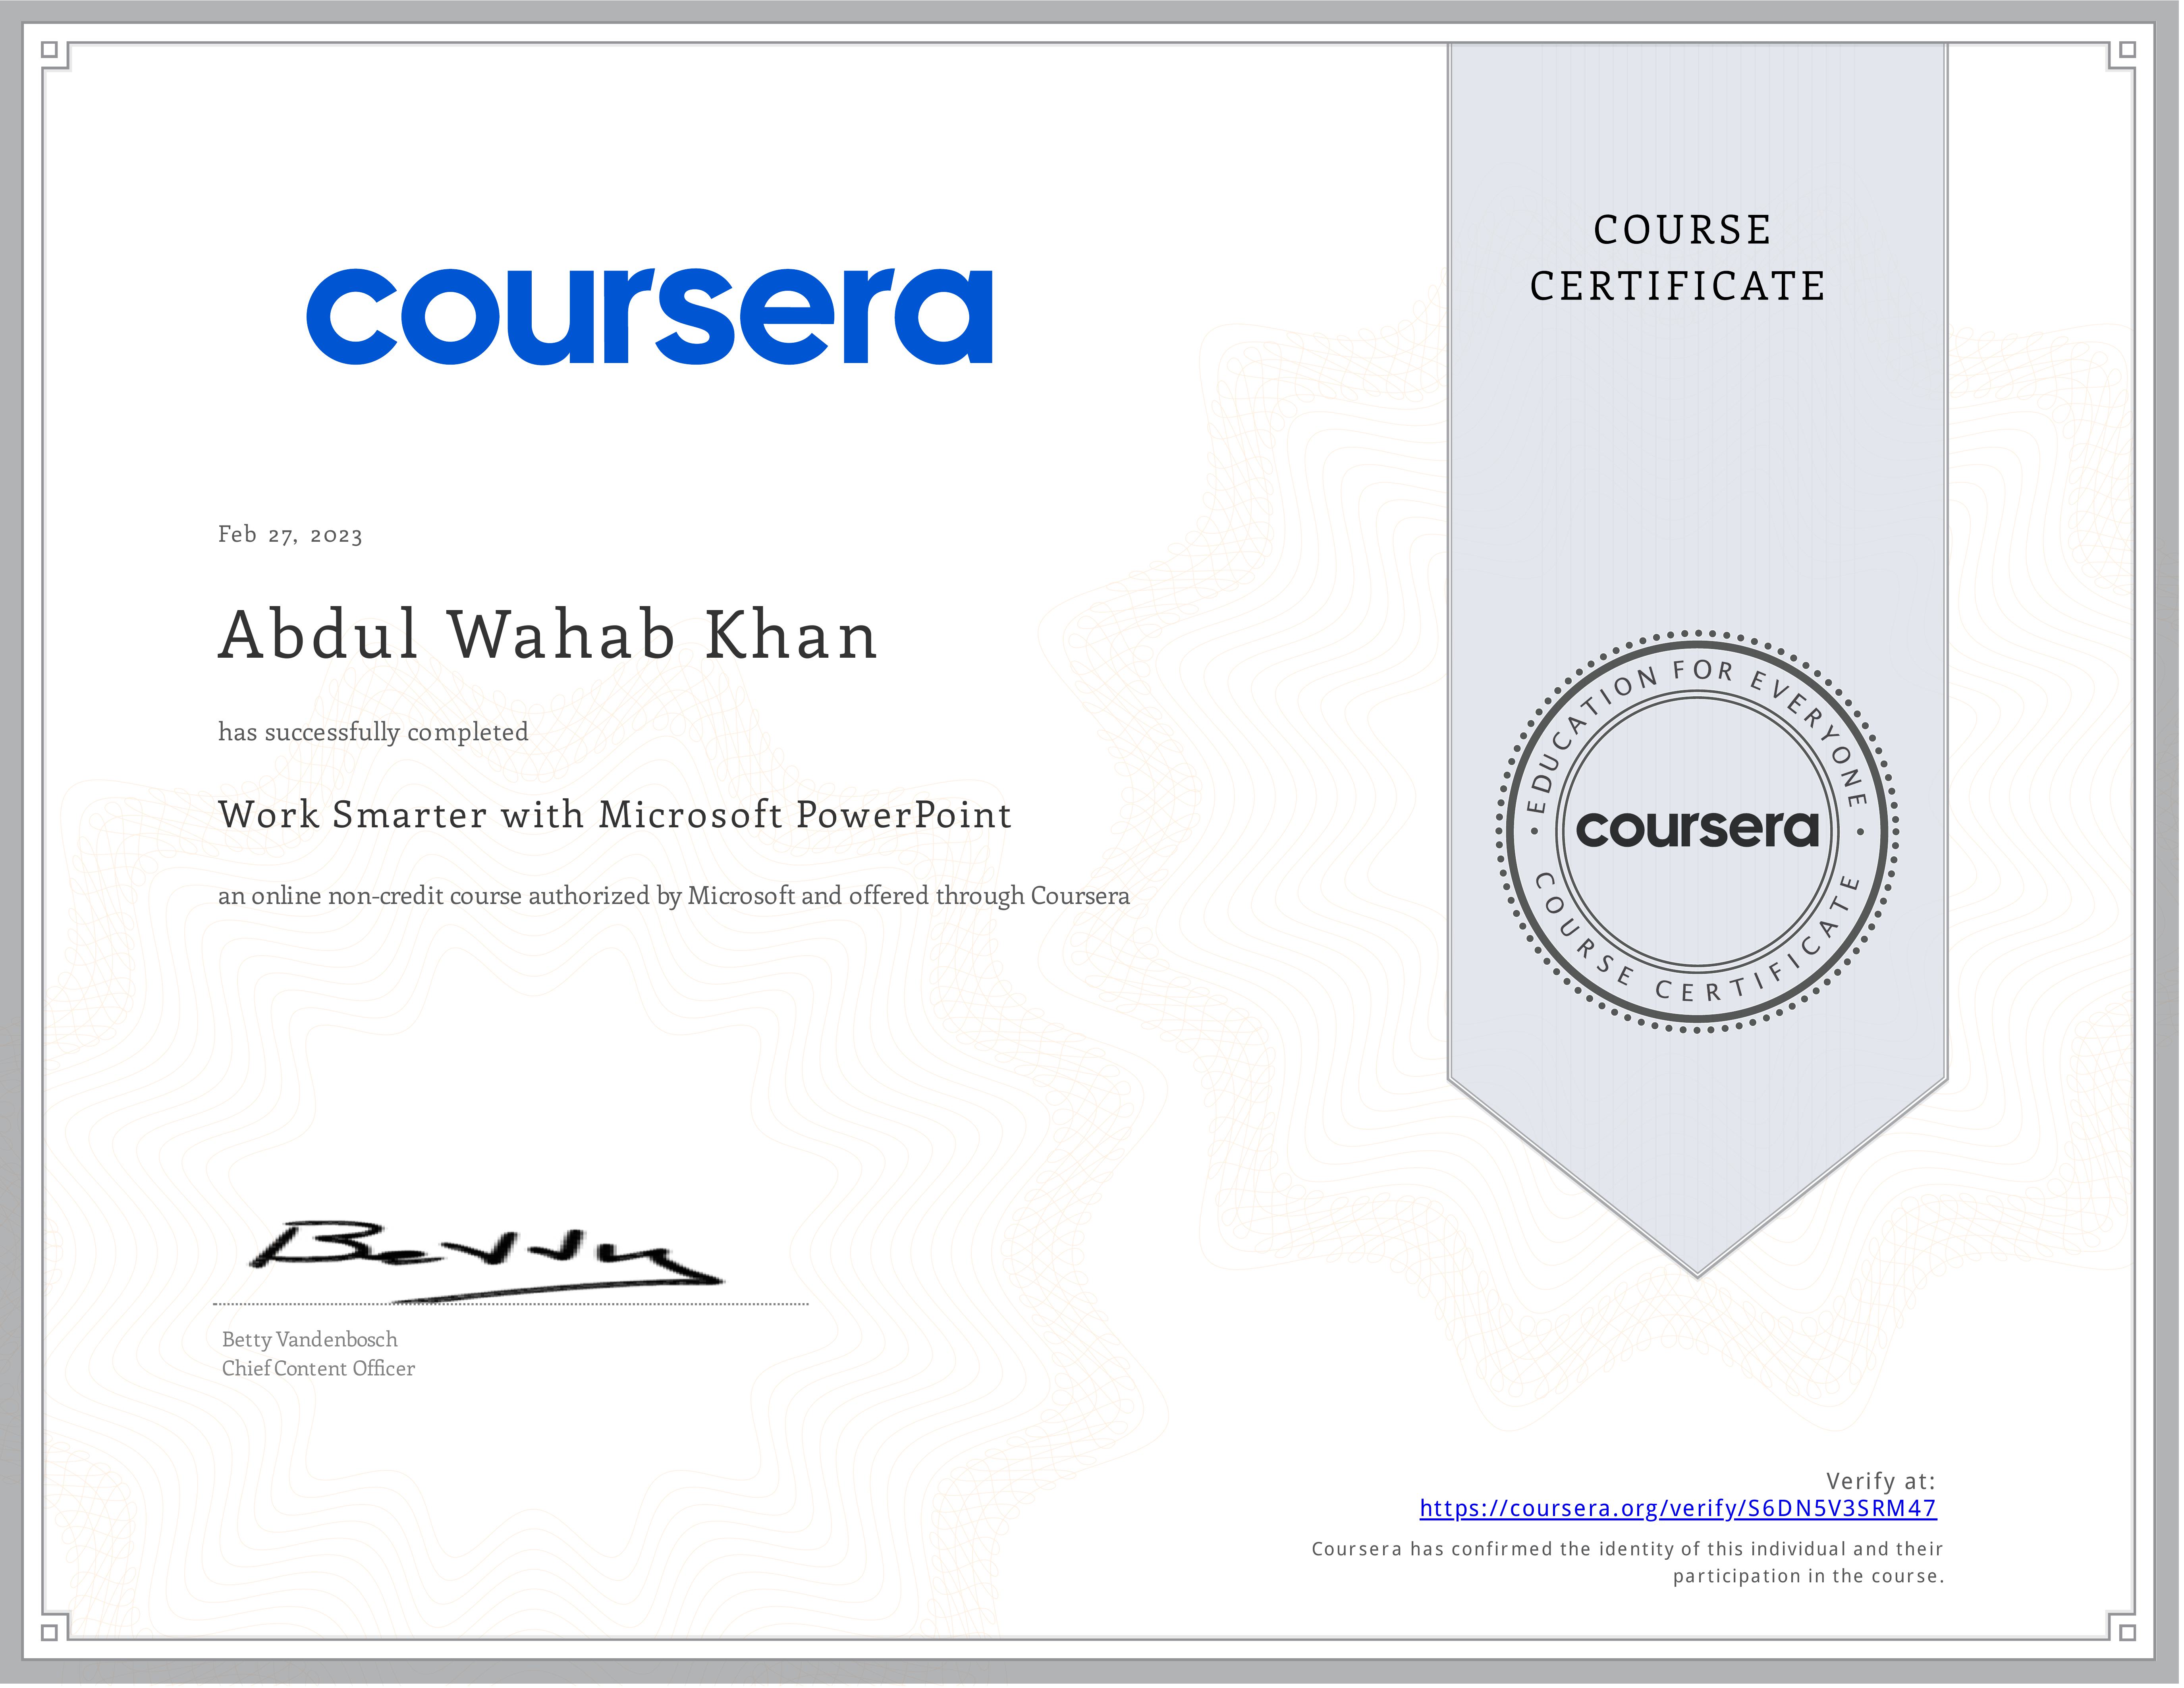 coursera
COURSE
CERTIFICATE
Feb 27, 2023
Abdul Wahab Khan
has successfully completed
Work Smarter with Microsoft PowerPoint
an online non-credit course authorized by Microsoft and offered through Coursera
EDUCATION FOR EVERYONE
coursera
COURSE CERTIFICATE
Betty
Betty Vandenbosch
Chief Content Officer
Verify at:
https://coursera.org/verify/S6DN5V3SRM47
Coursera has confirmed the identity of this individual and their
participation in the course.